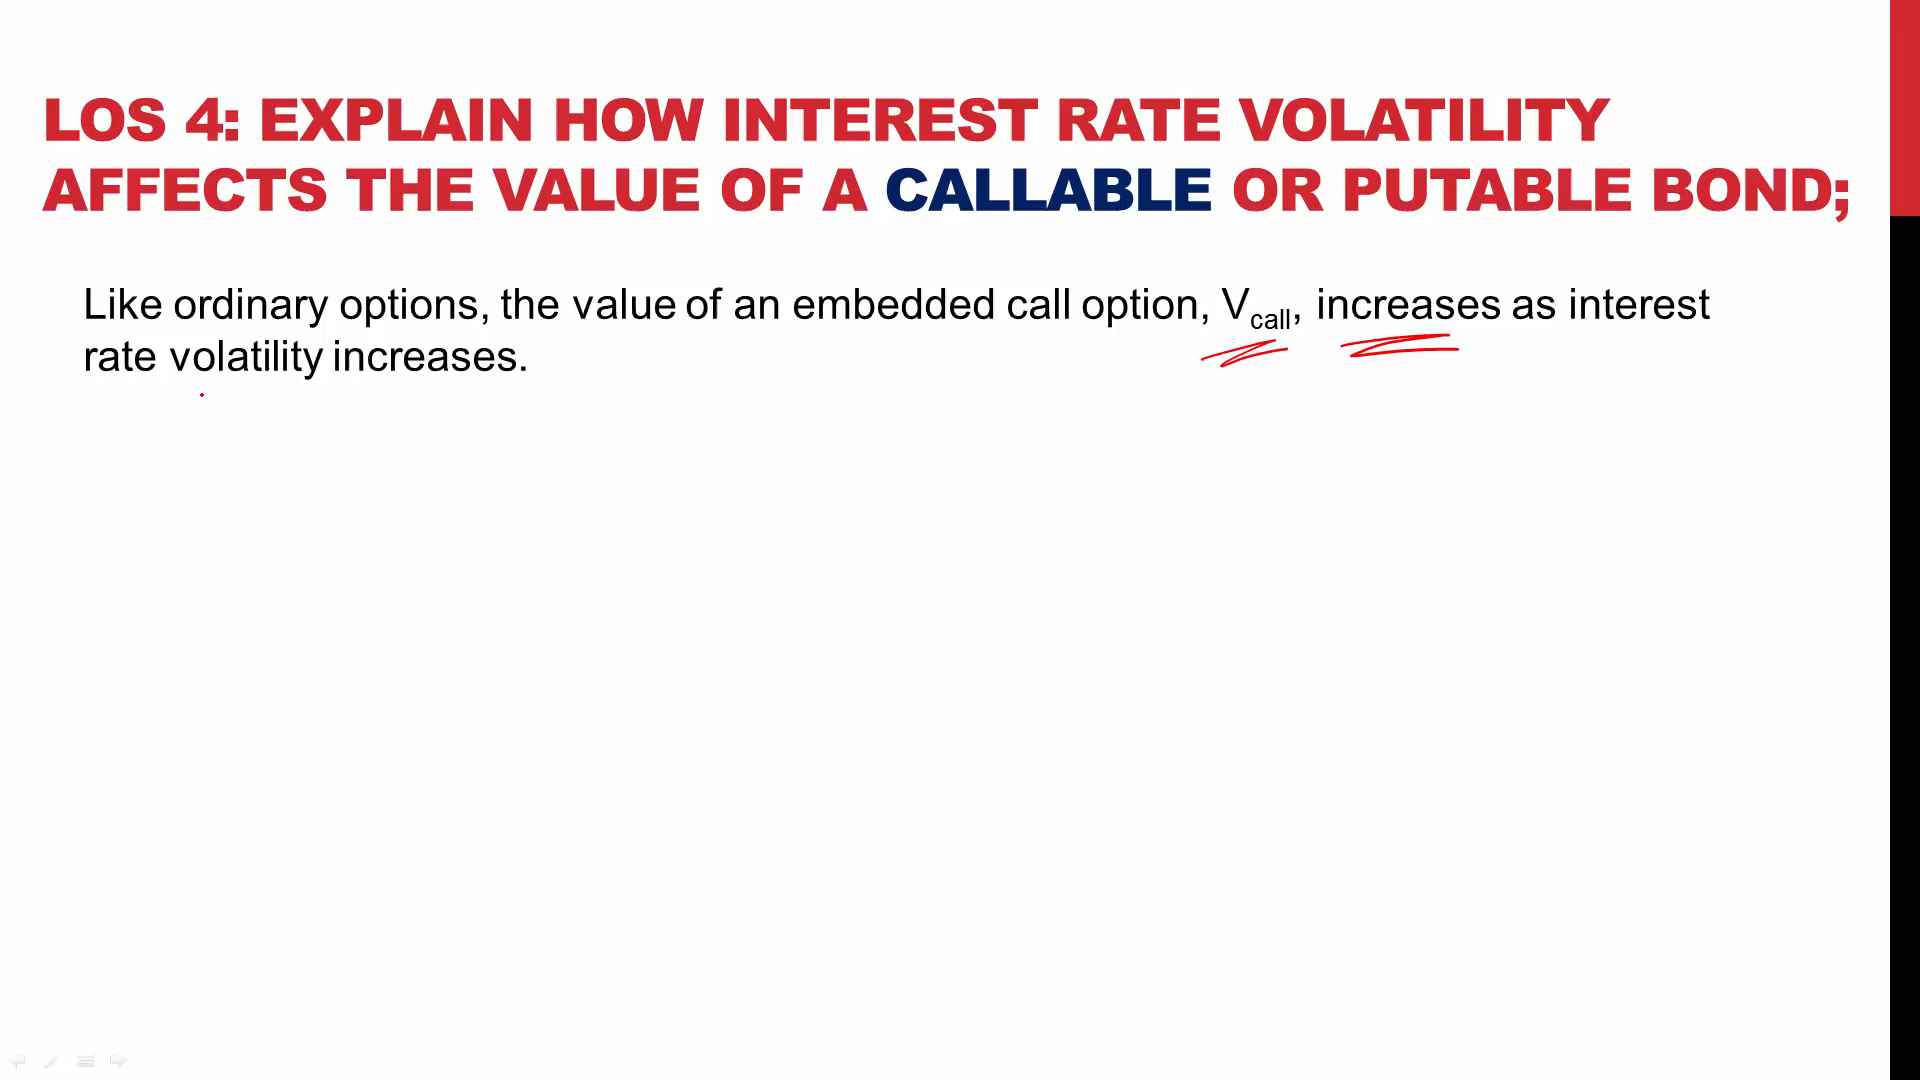 LOS 4: EXPLAIN HOW INTEREST RATE VOLATILITY
AFFECTS THE VALUE OF A CALLABLE OR PUTABLE BOND;
Like ordinary options, the value of an embedded call option, Vcall, increases as interest
rate volatility increases.